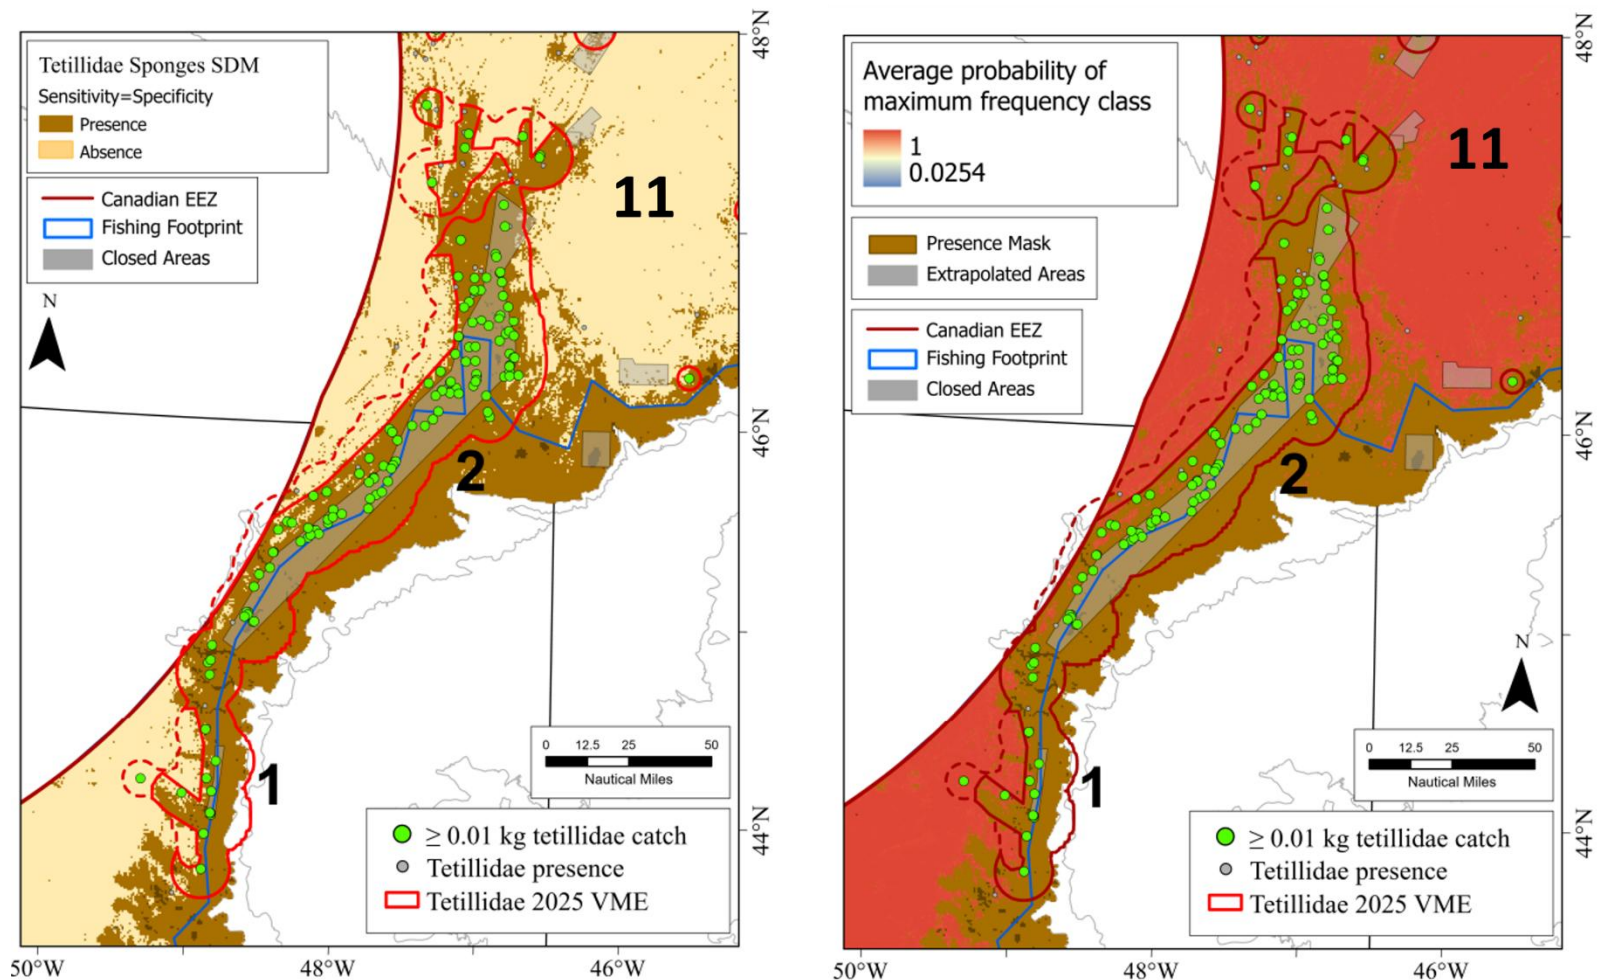 Tetillidae Sponges SDM
Sensitivity=Specificity
Presence
Absence
Canadian EEZ
Fishing Footprint
Closed Areas
N
11
2
1
0 12.5 25 50
Nautical Miles
≥ 0.01 kg tetillidae catch
Tetillidae presence
Tetillidae 2025 VME
48°N
46°N
44°N
50°W 48°W 46°W
Average probability of
maximum frequency class
1
0.0254
Presence Mask
Extrapolated Areas
Canadian EEZ
Fishing Footprint
Closed Areas
11
2
1
N
0 12.5 25 50
Nautical Miles
≥ 0.01 kg tetillidae catch
Tetillidae presence
Tetillidae 2025 VME
48°N
46°N
44°N
50°W 48°W 46°W